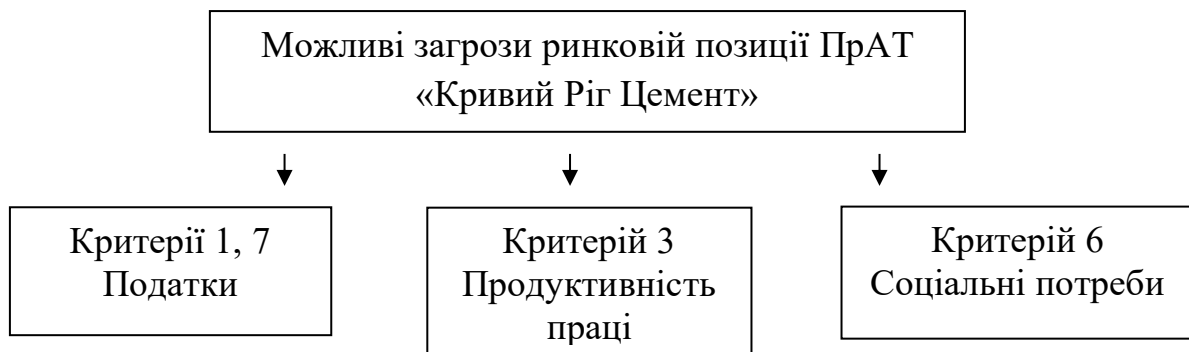 Можливі загрози ринковій позиції ПрАТ
«Кривий Ріг Цемент»
Критерії 1, 7
Податки
Критерій 3
Продуктивність
праці
Критерій 6
Соціальні потреби